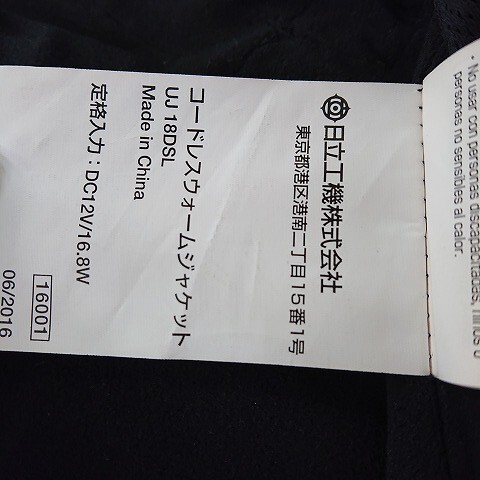 日立工機株式会社
東京都港区港南二丁目15番1号
コードレスウォームジャケット
UJ 18DSL
Made in China
定格入力：DC12V/16.8W
16001
06/2016
- No usar con personas discapacitadas, niños o
personas no sensibles al calor.